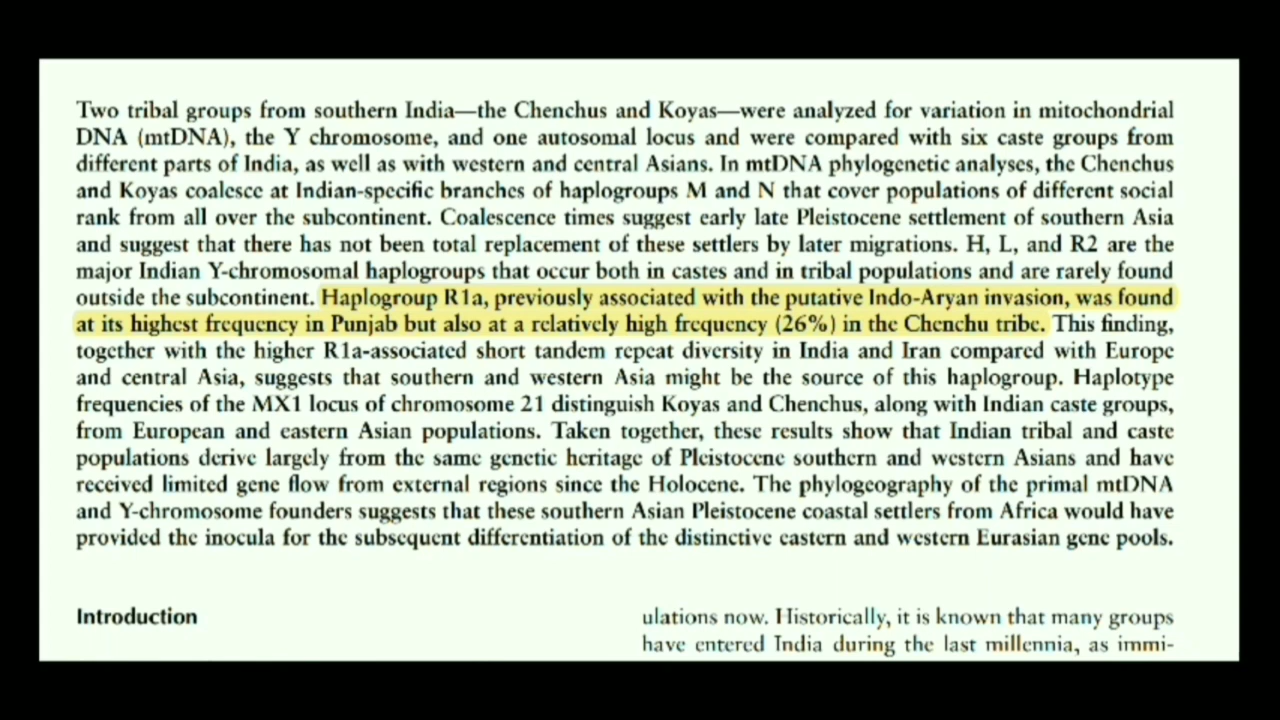 Two tribal groups from southern India—the Chenchus and Koyas—were analyzed for variation in mitochondrial
DNA (mtDNA), the Y chromosome, and one autosomal locus and were compared with six caste groups from
different parts of India, as well as with western and central Asians. In mtDNA phylogenetic analyses, the Chenchus
and Koyas coalesce at Indian-specific branches of haplogroups M and N that cover populations of different social
rank from all over the subcontinent. Coalescence times suggest early late Pleistocene settlement of southern Asia
and suggest that there has not been total replacement of these settlers by later migrations. H, L, and R2 are the
major Indian Y-chromosomal haplogroups that occur both in castes and in tribal populations and are rarely found
outside the subcontinent. Haplogroup R1a, previously associated with the putative Indo-Aryan invasion, was found
at its highest frequency in Punjab but also at a relatively high frequency (26%) in the Chenchu tribe. This finding,
together with the higher R1a-associated short tandem repeat diversity in India and Iran compared with Europe
and central Asia, suggests that southern and western Asia might be the source of this haplogroup. Haplotype
frequencies of the MX1 locus of chromosome 21 distinguish Koyas and Chenchus, along with Indian caste groups,
from European and eastern Asian populations. Taken together, these results show that Indian tribal and caste
populations derive largely from the same genetic heritage of Pleistocene southern and western Asians and have
received limited gene flow from external regions since the Holocene. The phylogeography of the primal mtDNA
and Y-chromosome founders suggests that these southern Asian Pleistocene coastal settlers from Africa would have
provided the inocula for the subsequent differentiation of the distinctive eastern and western Eurasian gene pools.
Introduction
ulations now. Historically, it is known that many groups
have entered India during the last millennia, as immi-